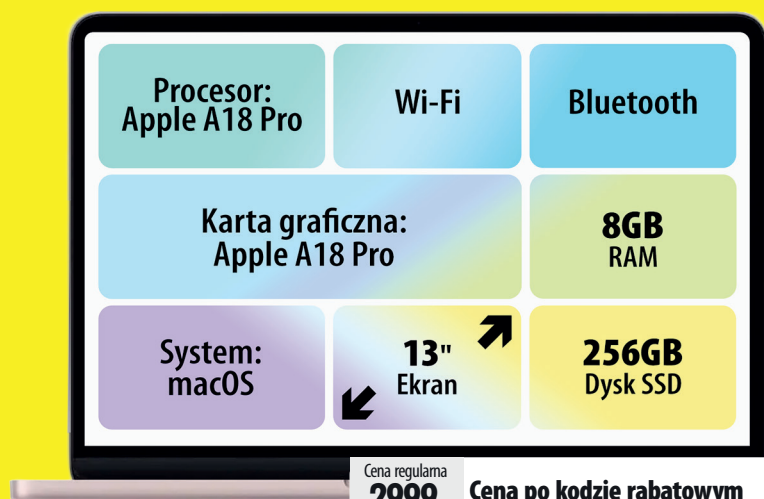 Procesor:
Apple A18 Pro
Wi-Fi
Bluetooth
Karta graficzna:
Apple A18 Pro
8GB
RAM
System:
macOS
13"
Ekran
256GB
Dysk SSD
Cena regularna
2999
Cena po kodzie rabatowym